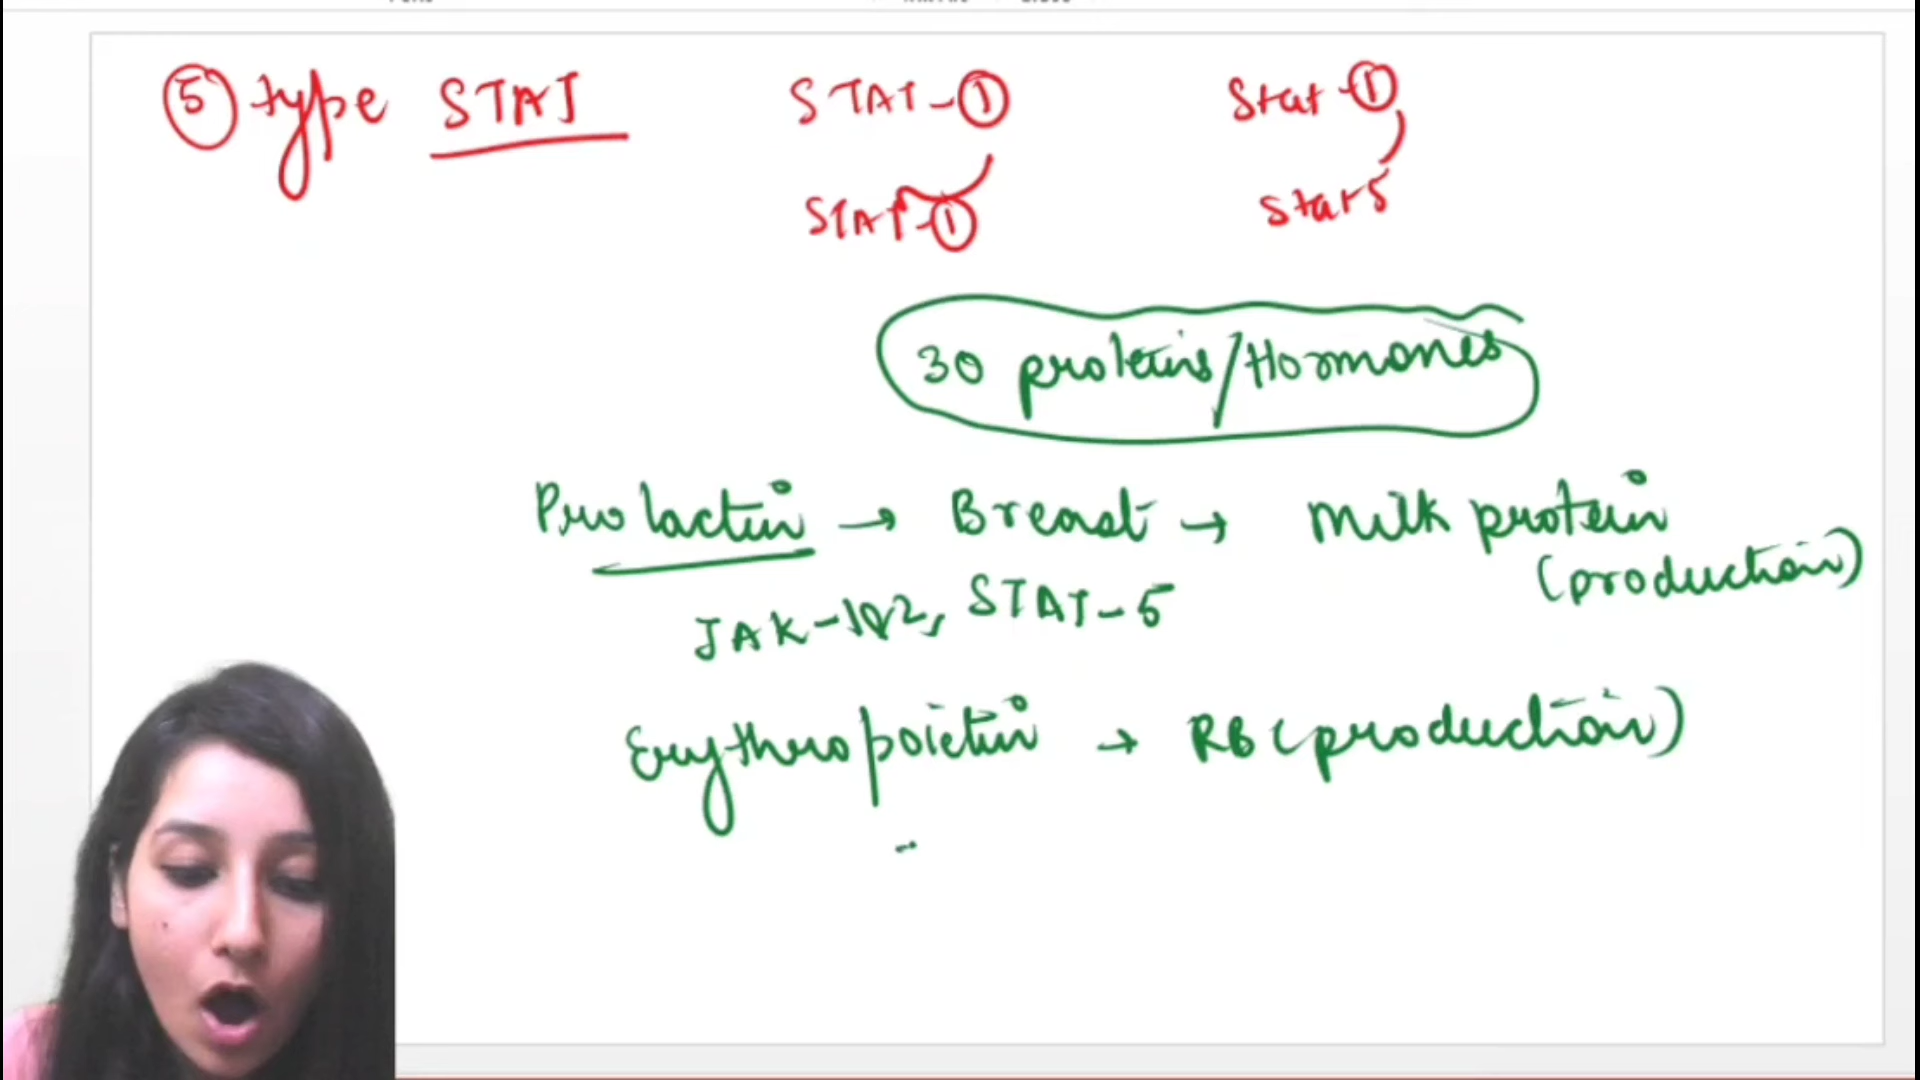 5 type STAT STAT-1 Stat-1
STAT-1 Stat5
30 proteins/Hormones
Prolactin → Breast → Milk protein
(production)
JAK-1&2, STAT-5
Erythropoietin → RB(production)